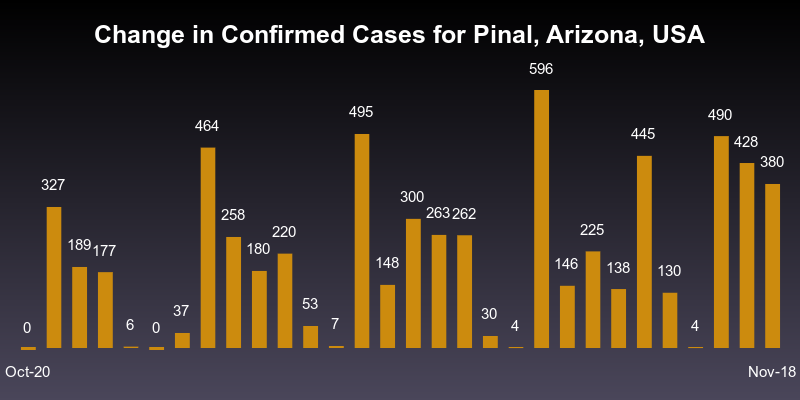 Change in Confirmed Cases for Pinal, Arizona, USA
0 327 189 177 6 0 37 464 258 180 220 53 7 495 148 300 263 262 30 4 596 146 225 138 445 130 4 490 428 380
Oct-20 Nov-18